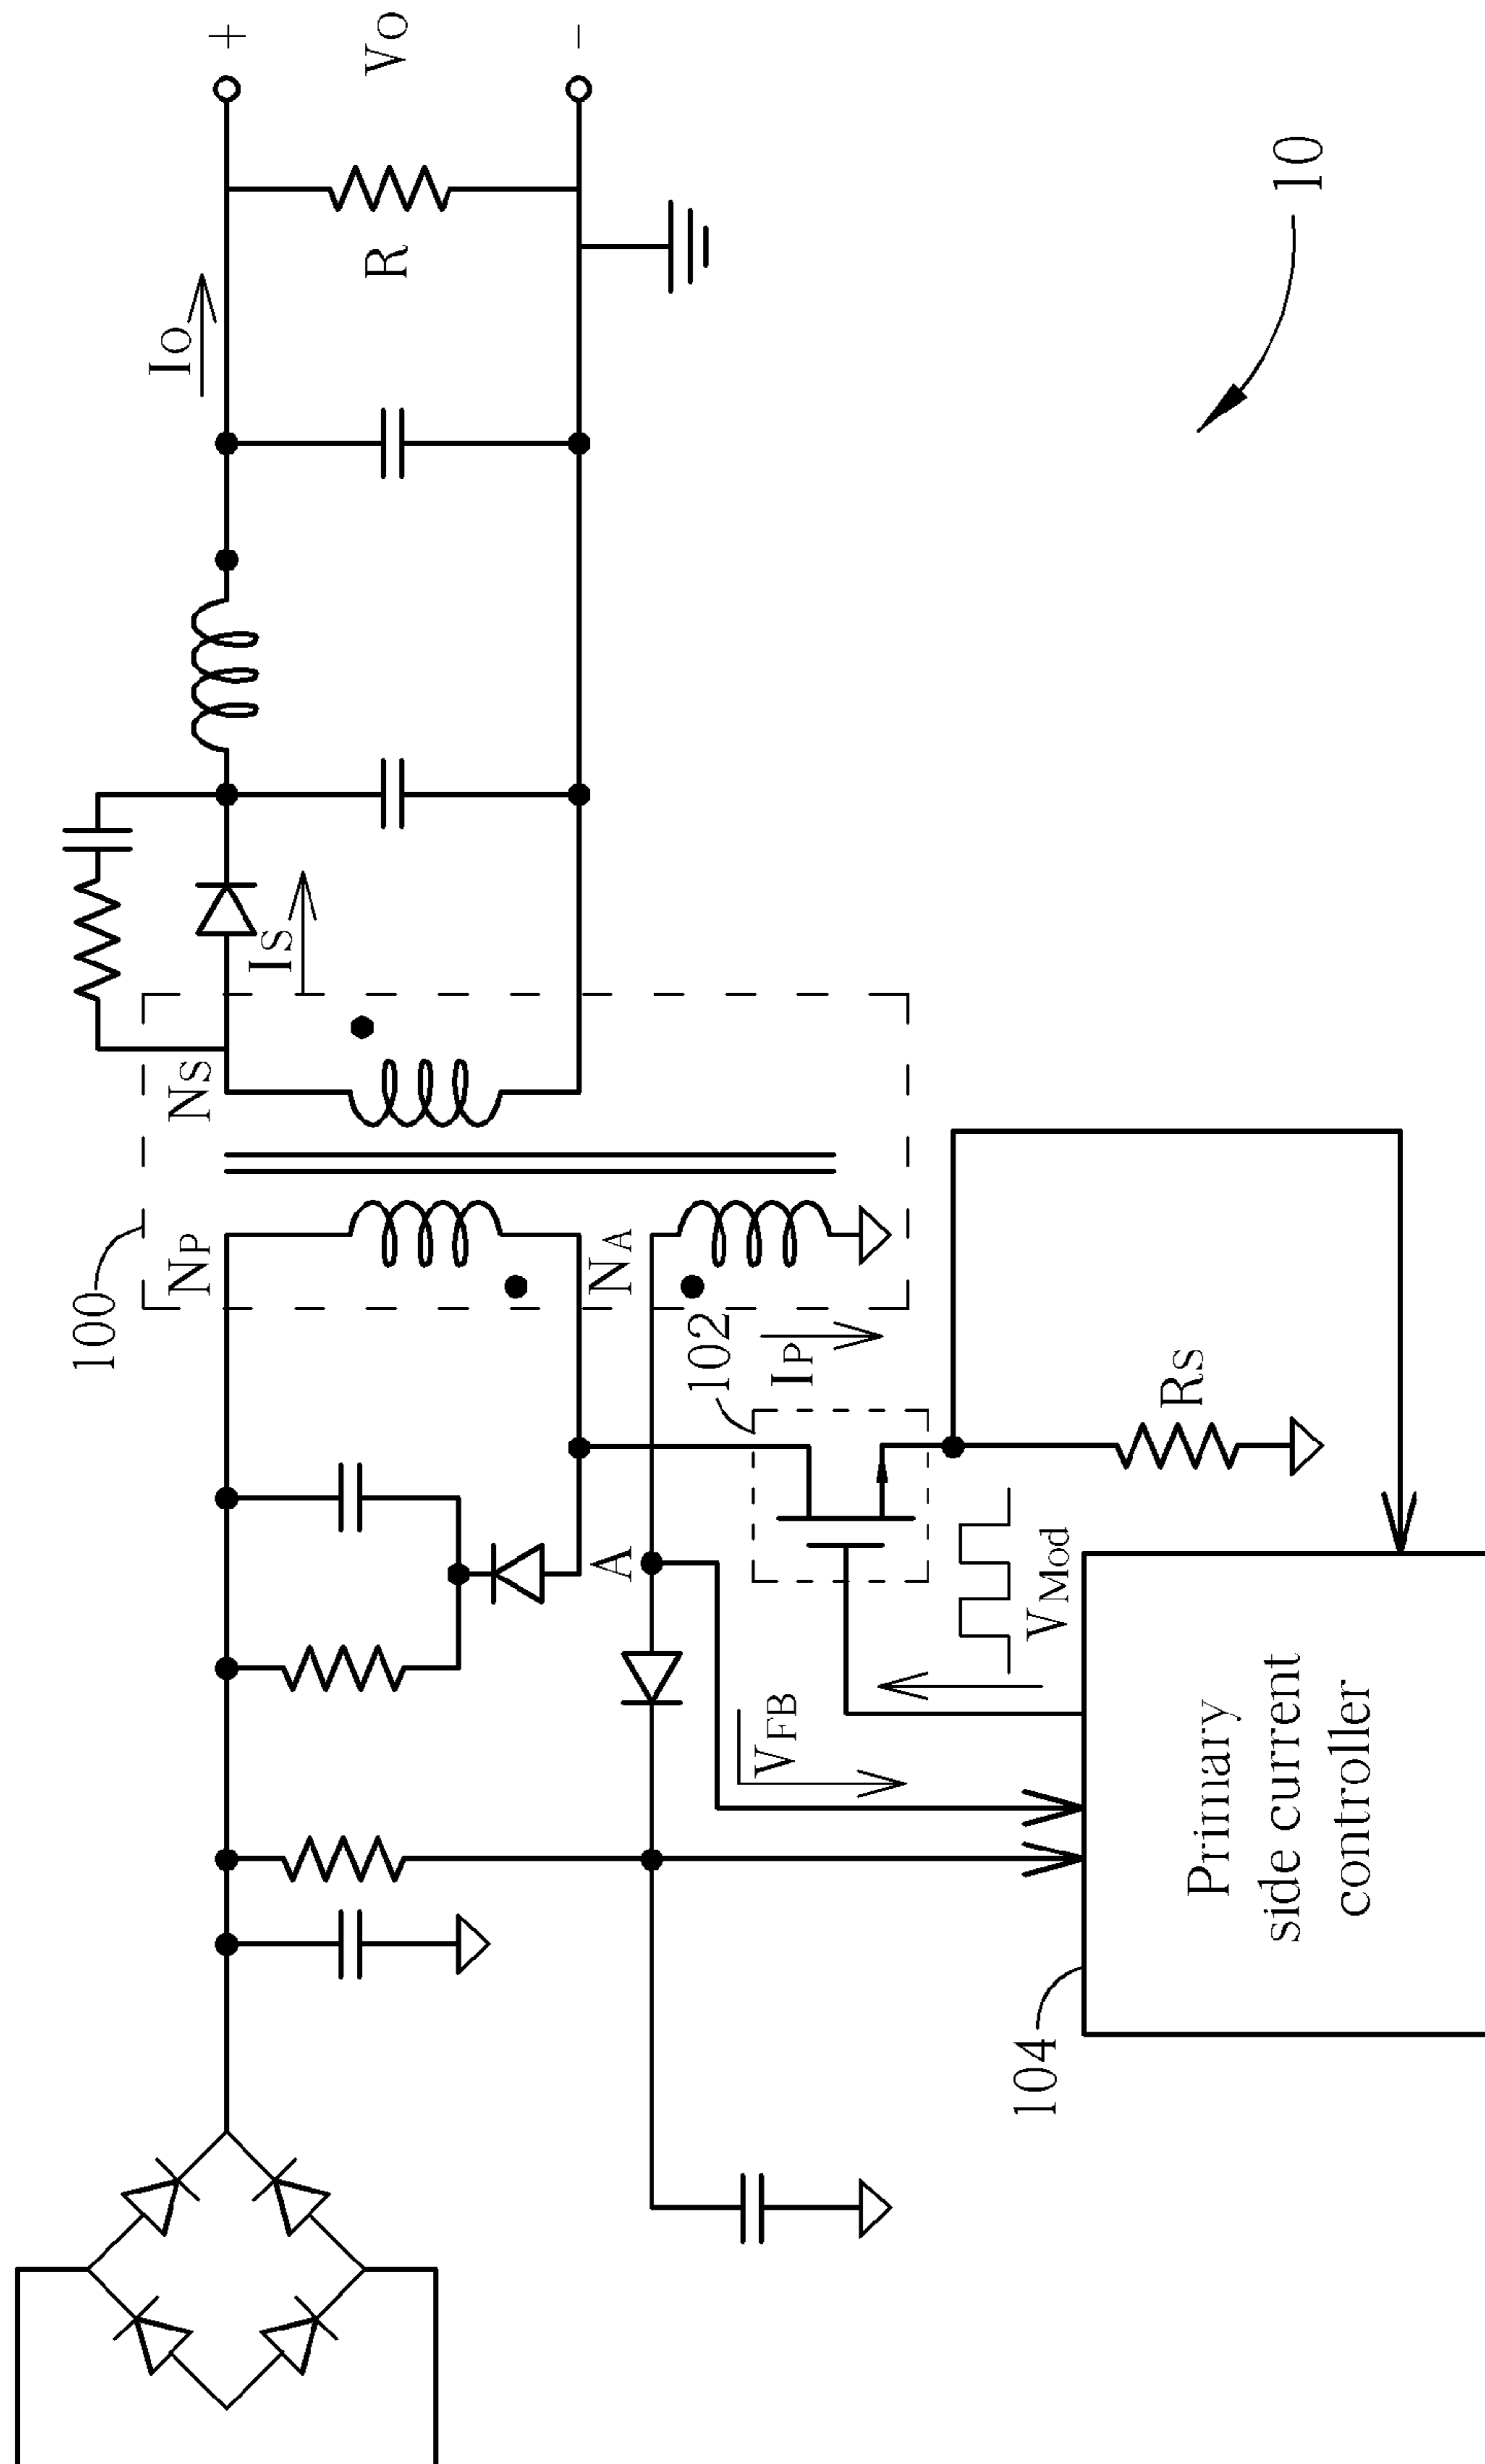 100
NP
NS
IS
IO
+
VO
-
R
NA
A
102
IP
VFB
VMod
RS
104
Primary
side current
controller
10